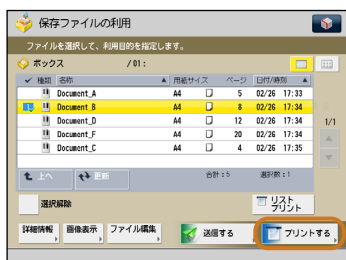 保存ファイルの利用
ファイルを選択して、利用目的を指定します。
ボックス /01:
✓ 種類 名称 ▲ 用紙サイズ ページ 日付/時刻 ▲
Document_A A4 5 02/26 17:33
1 Document_B A4 8 02/26 17:34
Document_D A4 12 02/26 17:34
Document_F A4 20 02/26 17:34
Document_C A4 4 02/26 17:35
1/1
上へ 更新 合計:5 選択数:1
選択解除 リストプリント
詳細情報 画像表示 ファイル編集 送信する プリントする